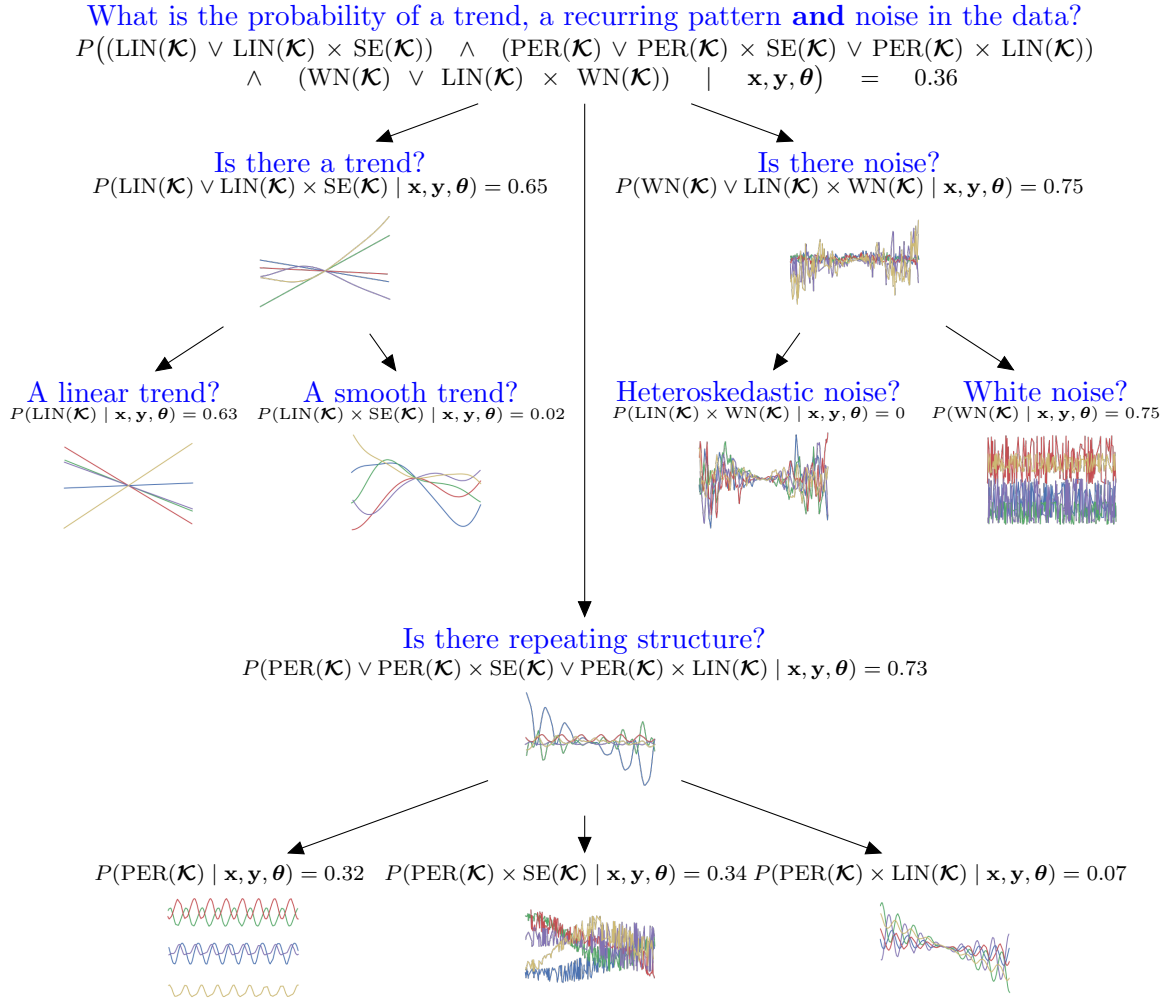 What is the probability of a trend, a recurring pattern and noise in the data?
P((LIN(𝓚) ∨ LIN(𝓚) × SE(𝓚)) ∧ (PER(𝓚) ∨ PER(𝓚) × SE(𝓚) ∨ PER(𝓚) × LIN(𝓚))
∧ (WN(𝓚) ∨ LIN(𝓚) × WN(𝓚)) | x, y, θ) = 0.36
Is there a trend?
P(LIN(𝓚) ∨ LIN(𝓚) × SE(𝓚) | x, y, θ) = 0.65
Is there noise?
P(WN(𝓚) ∨ LIN(𝓚) × WN(𝓚) | x, y, θ) = 0.75
A linear trend?
P(LIN(𝓚) | x, y, θ) = 0.63
A smooth trend?
P(LIN(𝓚) × SE(𝓚) | x, y, θ) = 0.02
Heteroskedastic noise?
P(LIN(𝓚) × WN(𝓚) | x, y, θ) = 0
White noise?
P(WN(𝓚) | x, y, θ) = 0.75
Is there repeating structure?
P(PER(𝓚) ∨ PER(𝓚) × SE(𝓚) ∨ PER(𝓚) × LIN(𝓚) | x, y, θ) = 0.73
P(PER(𝓚) | x, y, θ) = 0.32
P(PER(𝓚) × SE(𝓚) | x, y, θ) = 0.34
P(PER(𝓚) × LIN(𝓚) | x, y, θ) = 0.07